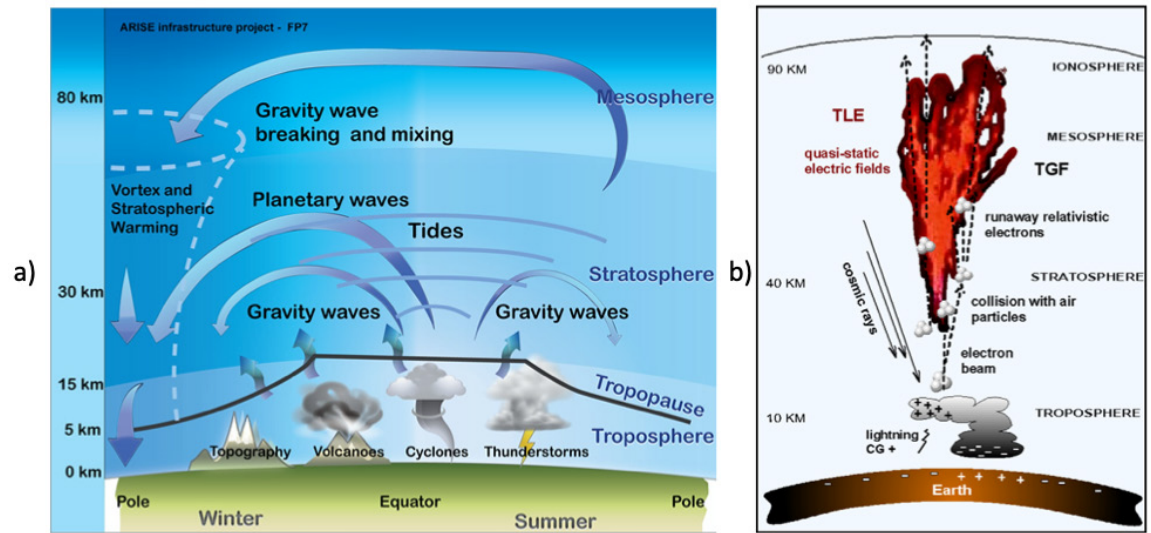 a)
ARISE infrastructure project - FP7
80 km
Mesosphere
Gravity wave
breaking and mixing
Vortex and
Stratospheric
Warming
Planetary waves
Tides
30 km
Stratosphere
Gravity waves
Gravity waves
15 km
Tropopause
5 km
Troposphere
Topography
Volcanoes
Cyclones
Thunderstorms
0 km
Pole
Equator
Pole
Winter
Summer
b)
90 KM
IONOSPHERE
TLE
MESOSPHERE
quasi-static
electric fields
TGF
runaway relativistic
electrons
cosmic rays
40 KM
STRATOSPHERE
collision with air
particles
electron
beam
10 KM
TROPOSPHERE
+ + + + + +
lightning
CG +
- - - - -
- - + + + + - - -
Earth